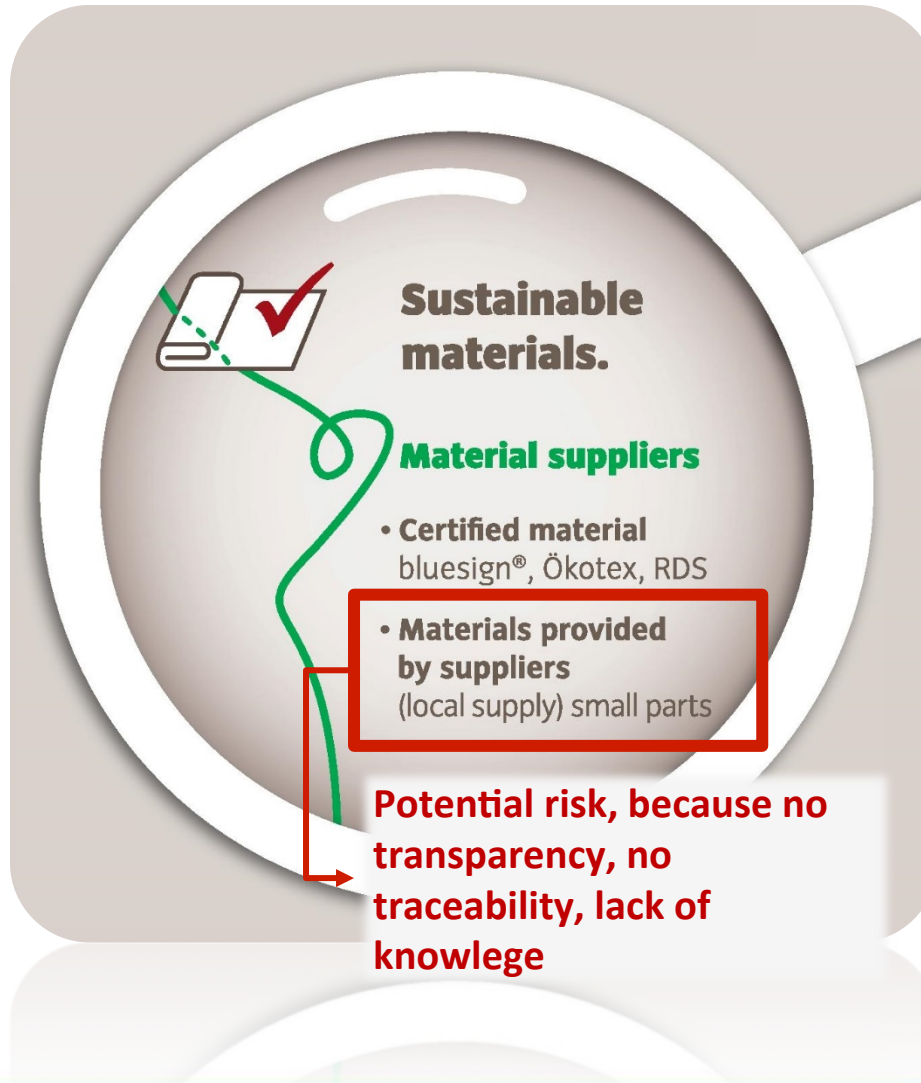 Sustainable
materials.
Material suppliers
• Certified material
bluesign®, Ökotex, RDS
• Materials provided
by suppliers
(local supply) small parts
Potential risk, because no
transparency, no
traceability, lack of
knowlege